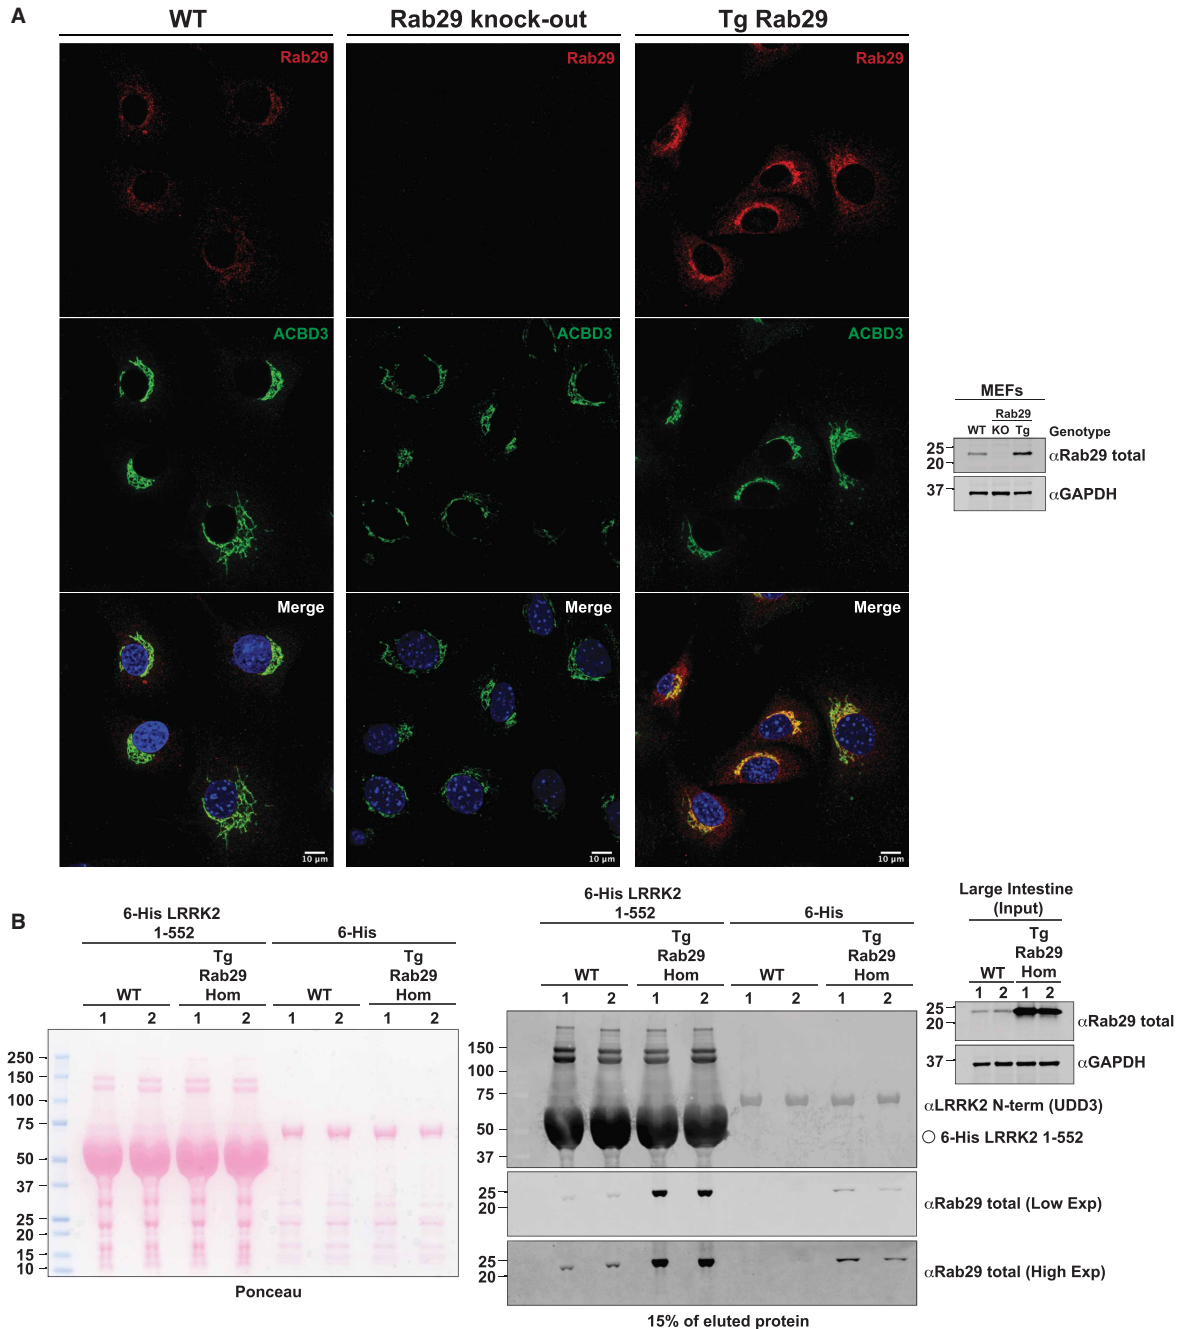 A
WT
Rab29 knock-out
Tg Rab29
Rab29
Rab29
Rab29
ACBD3
ACBD3
ACBD3
Merge
Merge
Merge
10 µm
10 µm
10 µm
MEFs
Rab29
WT KO Tg Genotype
25
20
αRab29 total
37
αGAPDH
B
6-His LRRK2
1-552
6-His
WT
Tg
Rab29
Hom
WT
Tg
Rab29
Hom
1 2 1 2 1 2 1 2
250
150
100
75
50
37
25
20
15
10
Ponceau
6-His LRRK2
1-552
6-His
WT
Tg
Rab29
Hom
WT
Tg
Rab29
Hom
1 2 1 2 1 2 1 2
150
100
75
50
37
αLRRK2 N-term (UDD3)
6-His LRRK2 1-552
25
20
αRab29 total (Low Exp)
25
20
αRab29 total (High Exp)
15% of eluted protein
Large Intestine
(Input)
WT
Tg
Rab29
Hom
1 2 1 2
25
20
αRab29 total
37
αGAPDH